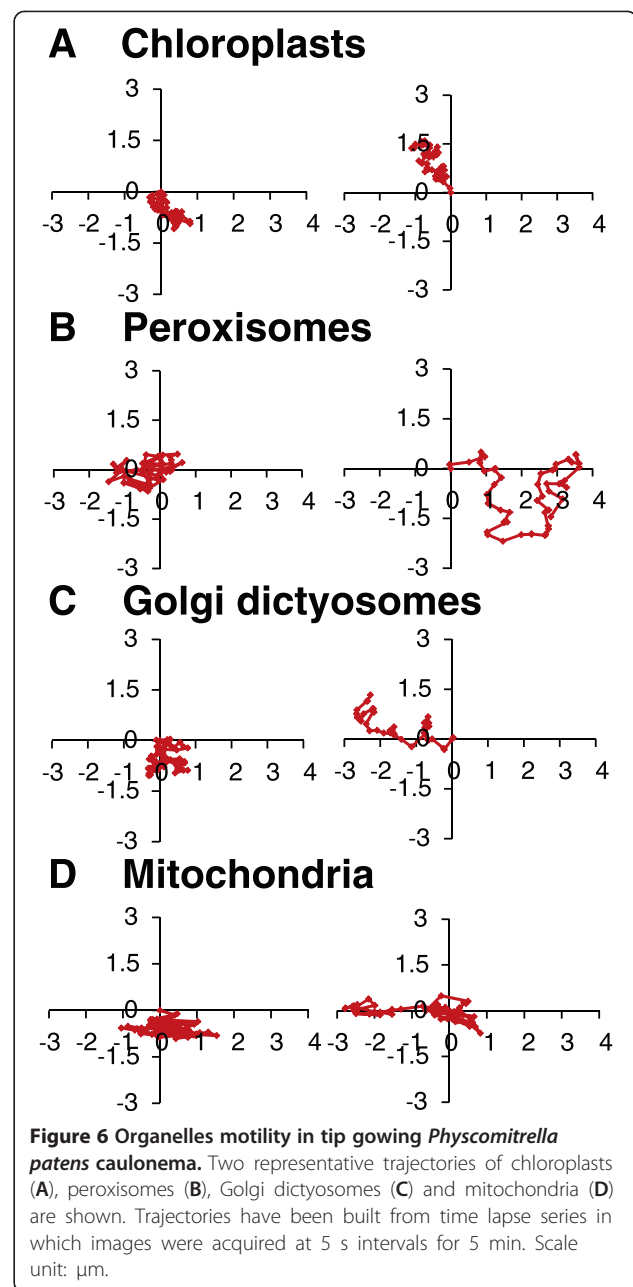 A Chloroplasts
3 3
1.5 1.5
0 0
-3 -2 -1 0 1 2 3 4 -3 -2 -1 0 1 2 3 4
-1.5 -1.5
-3 -3
B Peroxisomes
3 3
1.5 1.5
0 0
-3 -2 -1 0 1 2 3 4 -3 -2 -1 0 1 2 3 4
-1.5 -1.5
-3 -3
C Golgi dictyosomes
3 3
1.5 1.5
0 0
-3 -2 -1 0 1 2 3 4 -3 -2 -1 0 1 2 3 4
-1.5 -1.5
-3 -3
D Mitochondria
3 3
1.5 1.5
0 0
-3 -2 -1 0 1 2 3 4 -3 -2 -1 0 1 2 3 4
-1.5 -1.5
-3 -3
Figure 6 Organelles motility in tip gowing Physcomitrella
patens caulonema. Two representative trajectories of chloroplasts
(A), peroxisomes (B), Golgi dictyosomes (C) and mitochondria (D)
are shown. Trajectories have been built from time lapse series in
which images were acquired at 5 s intervals for 5 min. Scale
unit: μm.